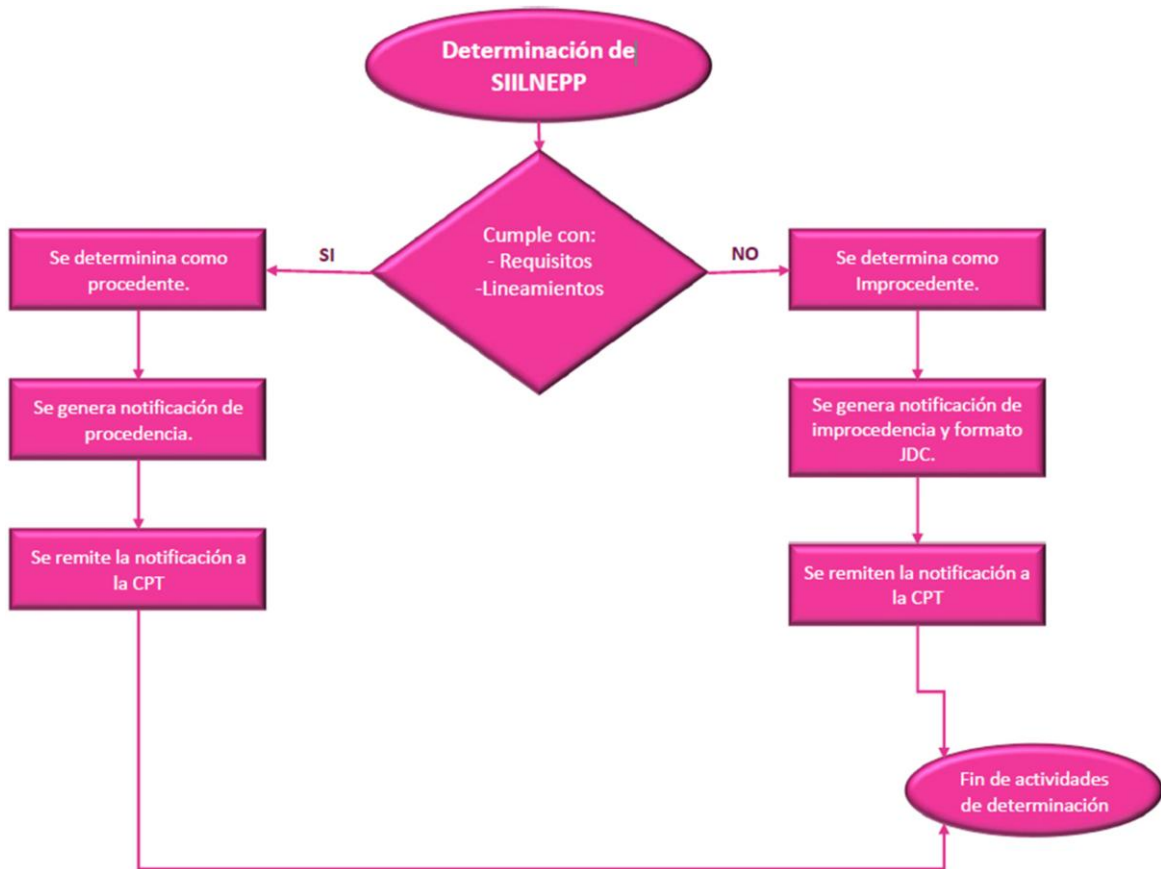 Determinación de
SIILNEPP
Cumple con:
- Requisitos
-Lineamientos
SI
NO
Se determinina como
procedente.
Se genera notificación de
procedencia.
Se remite la notificación a
la CPT
Se determina como
Improcedente.
Se genera notificación de
improcedencia y formato
JDC.
Se remiten la notificación a
la CPT
Fin de actividades
de determinación